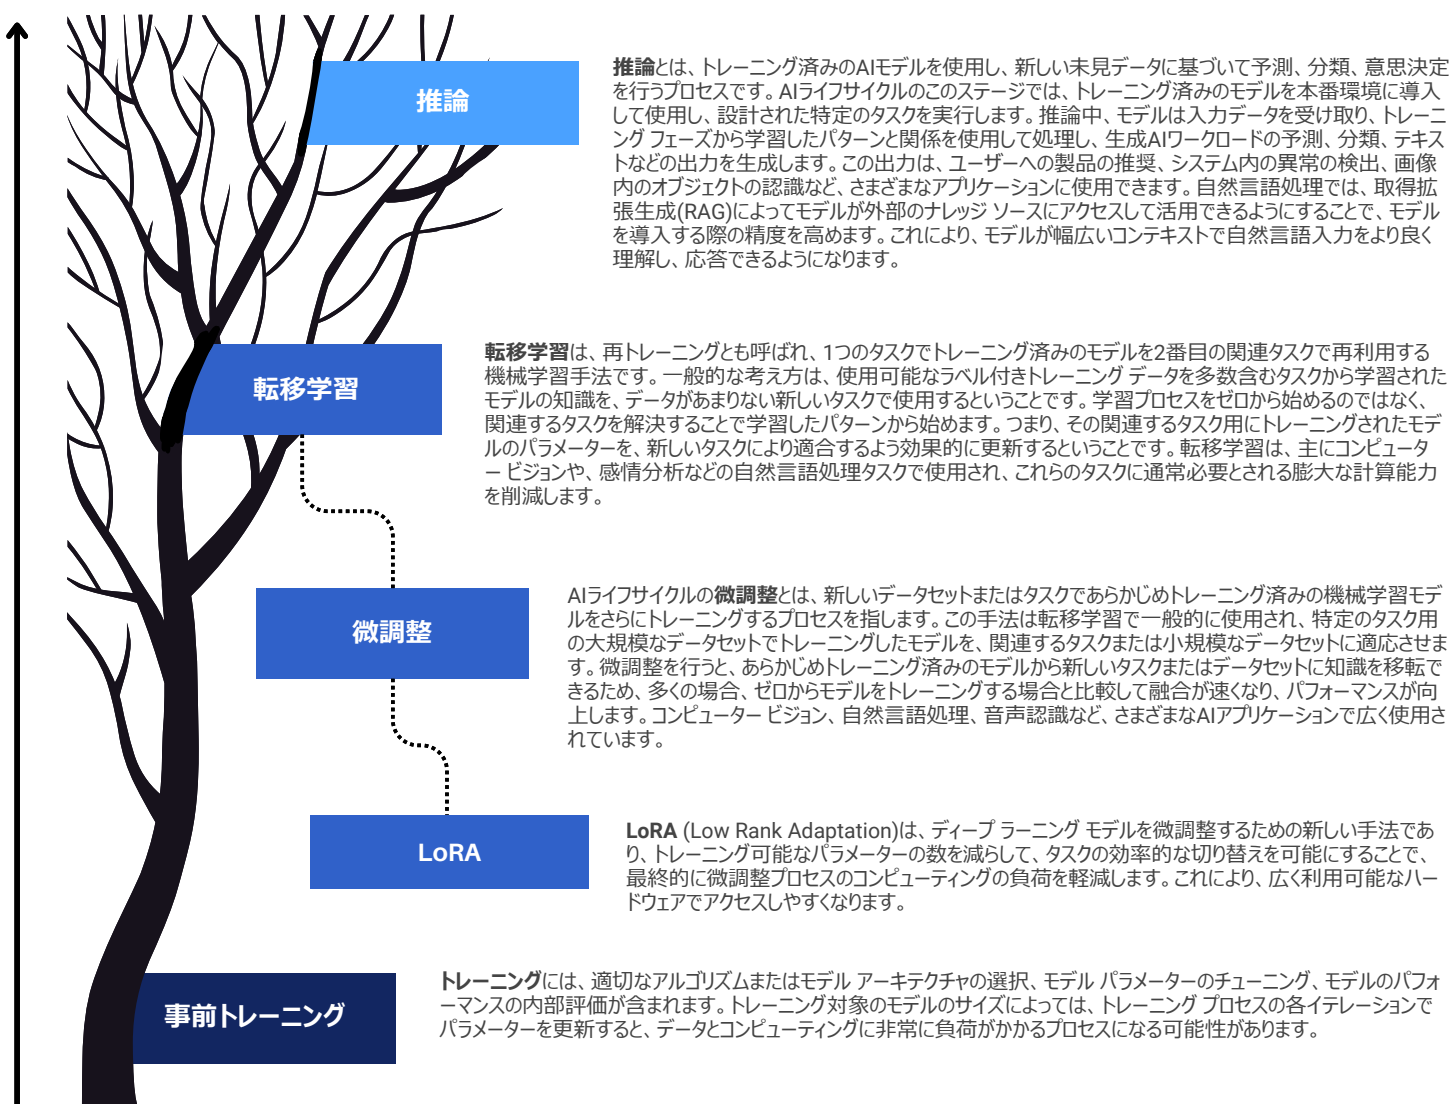 推論
推論とは、トレーニング済みのAIモデルを使用し、新しい未見データに基づいて予測、分類、意思決定
を行うプロセスです。AIライフサイクルのこのステージでは、トレーニング済みのモデルを本番環境に導入
して使用し、設計された特定のタスクを実行します。推論中、モデルは入力データを受け取り、トレーニ
ング フェーズから学習したパターンと関係を使用して処理し、生成AIワークロードの予測、分類、テキス
トなどの出力を生成します。この出力は、ユーザーへの製品の推奨、システム内の異常の検出、画像
内のオブジェクトの認識など、さまざまなアプリケーションに使用できます。自然言語処理では、取得拡
張生成(RAG)によってモデルが外部のナレッジ ソースにアクセスして活用できるようにすることで、モデル
を導入する際の精度を高めます。これにより、モデルが幅広いコンテキストで自然言語入力をより良く
理解し、応答できるようになります。
転移学習
転移学習は、再トレーニングとも呼ばれ、1つのタスクでトレーニング済みのモデルを2番目の関連タスクで再利用する
機械学習手法です。一般的な考え方は、使用可能なラベル付きトレーニング データを多数含むタスクから学習された
モデルの知識を、データがあまりない新しいタスクで使用するということです。学習プロセスをゼロから始めるのではなく、
関連するタスクを解決することで学習したパターンから始めます。つまり、その関連するタスク用にトレーニングされたモデ
ルのパラメーターを、新しいタスクにより適合するよう効果的に更新するということです。転移学習は、主にコンピュータ
ー ビジョンや、感情分析などの自然言語処理タスクで使用され、これらのタスクに通常必要とされる膨大な計算能力
を削減します。
微調整
AIライフサイクルの微調整とは、新しいデータセットまたはタスクであらかじめトレーニング済みの機械学習モデ
ルをさらにトレーニングするプロセスを指します。この手法は転移学習で一般的に使用され、特定のタスク用
の大規模なデータセットでトレーニングしたモデルを、関連するタスクまたは小規模なデータセットに適応させま
す。微調整を行うと、あらかじめトレーニング済みのモデルから新しいタスクまたはデータセットに知識を移転で
きるため、多くの場合、ゼロからモデルをトレーニングする場合と比較して融合が速くなり、パフォーマンスが向
上します。コンピューター ビジョン、自然言語処理、音声認識など、さまざまなAIアプリケーションで広く使用さ
れています。
LoRA
LoRA (Low Rank Adaptation)は、ディープ ラーニング モデルを微調整するための新しい手法であ
り、トレーニング可能なパラメーターの数を減らして、タスクの効率的な切り替えを可能にすることで、
最終的に微調整プロセスのコンピューティングの負荷を軽減します。これにより、広く利用可能なハー
ドウェアでアクセスしやすくなります。
事前トレーニング
トレーニングには、適切なアルゴリズムまたはモデル アーキテクチャの選択、モデル パラメーターのチューニング、モデルのパフォ
ーマンスの内部評価が含まれます。トレーニング対象のモデルのサイズによっては、トレーニング プロセスの各イテレーションで
パラメーターを更新すると、データとコンピューティングに非常に負荷がかかるプロセスになる可能性があります。